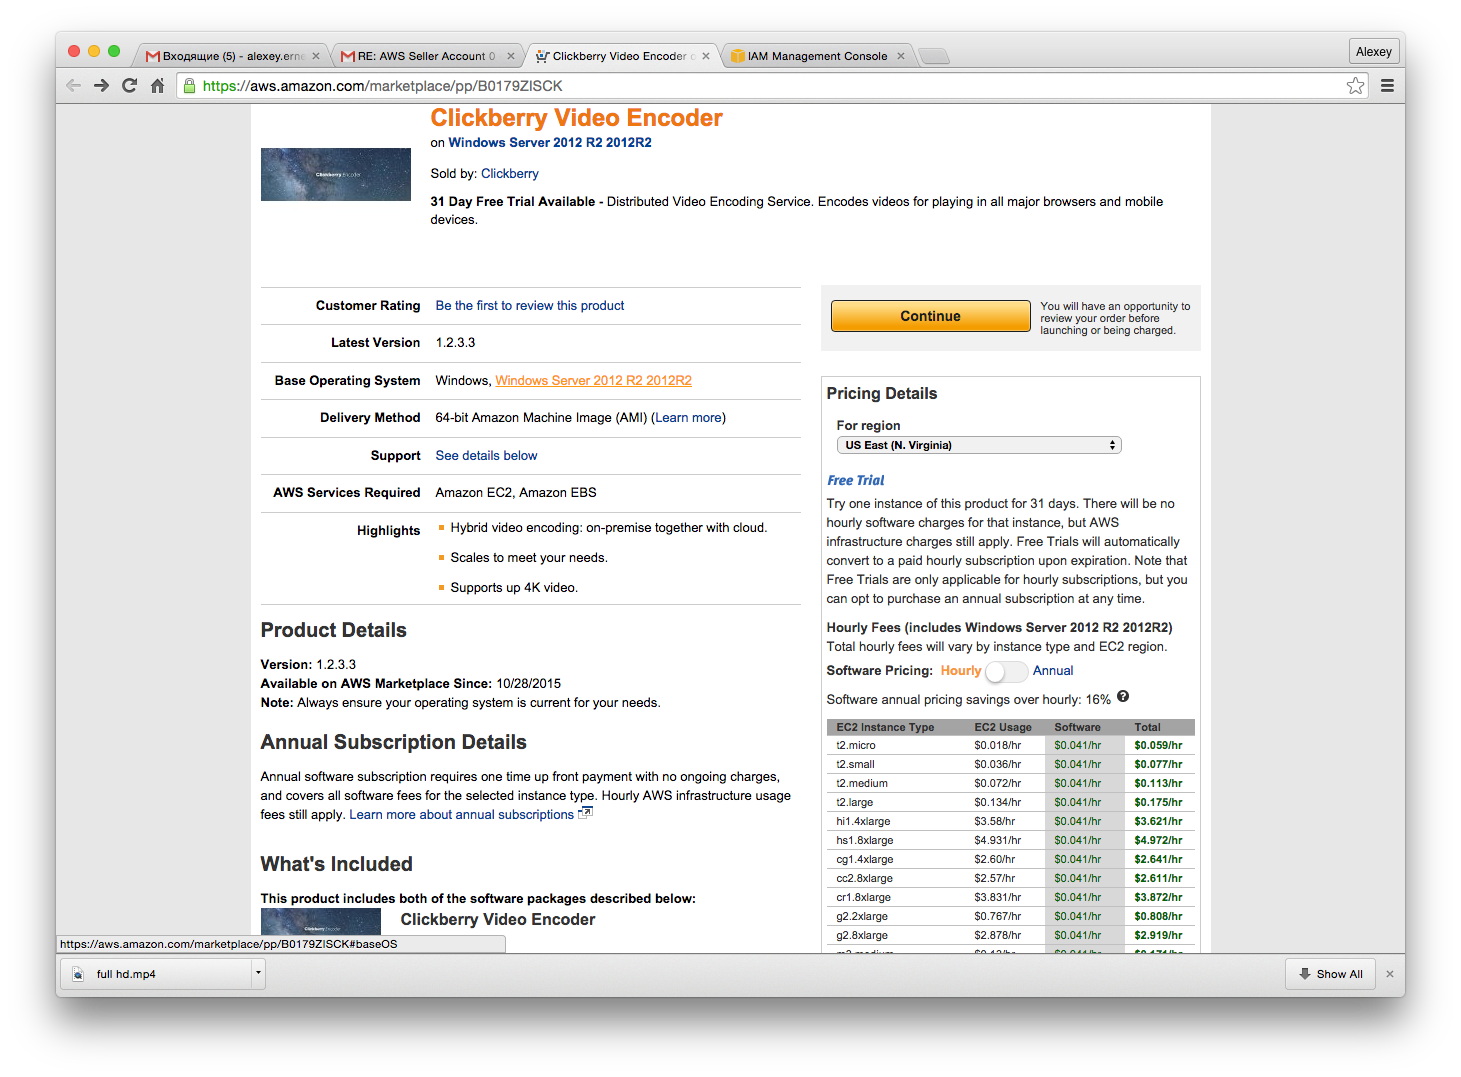 Входящие (5) - alexey.erne
RE: AWS Seller Account 0
Clickberry Video Encoder o
IAM Management Console
Alexey
https://aws.amazon.com/marketplace/pp/B0179ZISCK
Clickberry Video Encoder
on Windows Server 2012 R2 2012R2
Clickberry.Encoder
Sold by: Clickberry
31 Day Free Trial Available - Distributed Video Encoding Service. Encodes videos for playing in all major browsers and mobile
devices.
Customer Rating Be the first to review this product
Latest Version 1.2.3.3
Base Operating System Windows, Windows Server 2012 R2 2012R2
Delivery Method 64-bit Amazon Machine Image (AMI) (Learn more)
Support See details below
AWS Services Required Amazon EC2, Amazon EBS
Highlights
Hybrid video encoding: on-premise together with cloud.
Scales to meet your needs.
Supports up 4K video.
Product Details
Version: 1.2.3.3
Available on AWS Marketplace Since: 10/28/2015
Note: Always ensure your operating system is current for your needs.
Annual Subscription Details
Annual software subscription requires one time up front payment with no ongoing charges,
and covers all software fees for the selected instance type. Hourly AWS infrastructure usage
fees still apply. Learn more about annual subscriptions
What's Included
This product includes both of the software packages described below:
Clickberry.Encoder
Clickberry Video Encoder
Continue
You will have an opportunity to
review your order before
launching or being charged.
Pricing Details
For region
US East (N. Virginia)
Free Trial
Try one instance of this product for 31 days. There will be no
hourly software charges for that instance, but AWS
infrastructure charges still apply. Free Trials will automatically
convert to a paid hourly subscription upon expiration. Note that
Free Trials are only applicable for hourly subscriptions, but you
can opt to purchase an annual subscription at any time.
Hourly Fees (includes Windows Server 2012 R2 2012R2)
Total hourly fees will vary by instance type and EC2 region.
Software Pricing: Hourly Annual
Software annual pricing savings over hourly: 16% ?
EC2 Instance Type EC2 Usage Software Total
t2.micro $0.018/hr $0.041/hr $0.059/hr
t2.small $0.036/hr $0.041/hr $0.077/hr
t2.medium $0.072/hr $0.041/hr $0.113/hr
t2.large $0.134/hr $0.041/hr $0.175/hr
hi1.4xlarge $3.58/hr $0.041/hr $3.621/hr
hs1.8xlarge $4.931/hr $0.041/hr $4.972/hr
cg1.4xlarge $2.60/hr $0.041/hr $2.641/hr
cc2.8xlarge $2.57/hr $0.041/hr $2.611/hr
cr1.8xlarge $3.831/hr $0.041/hr $3.872/hr
g2.2xlarge $0.767/hr $0.041/hr $0.808/hr
g2.8xlarge $2.878/hr $0.041/hr $2.919/hr
https://aws.amazon.com/marketplace/pp/B0179ZISCK#baseOS
full hd.mp4
Show All